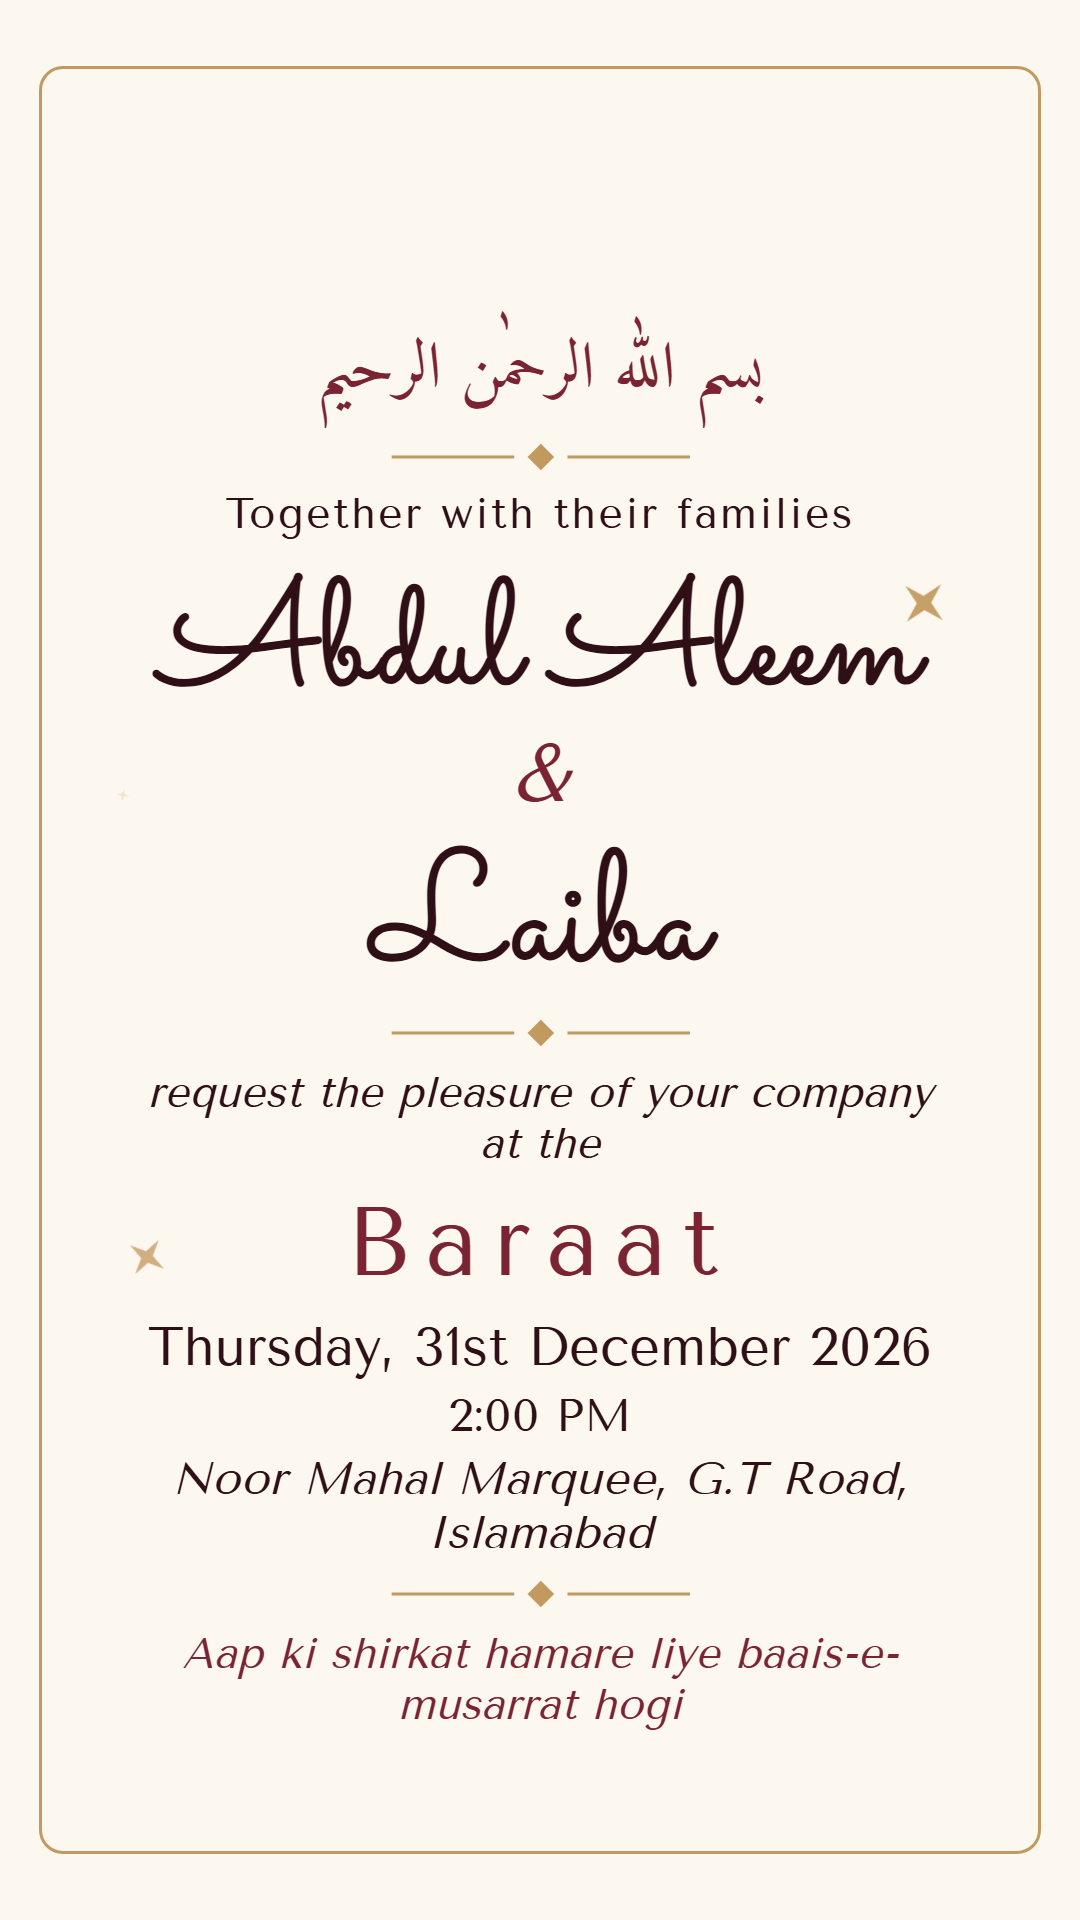 بسم الله الرحمٰن الرحيم
Together with their families
Abdul Aleem
&
Laiba
request the pleasure of your company
at the
Baraat
Thursday, 31st December 2026
2:00 PM
Noor Mahal Marquee, G.T Road,
Islamabad
Aap ki shirkat hamare liye baais-e-
musarrat hogi